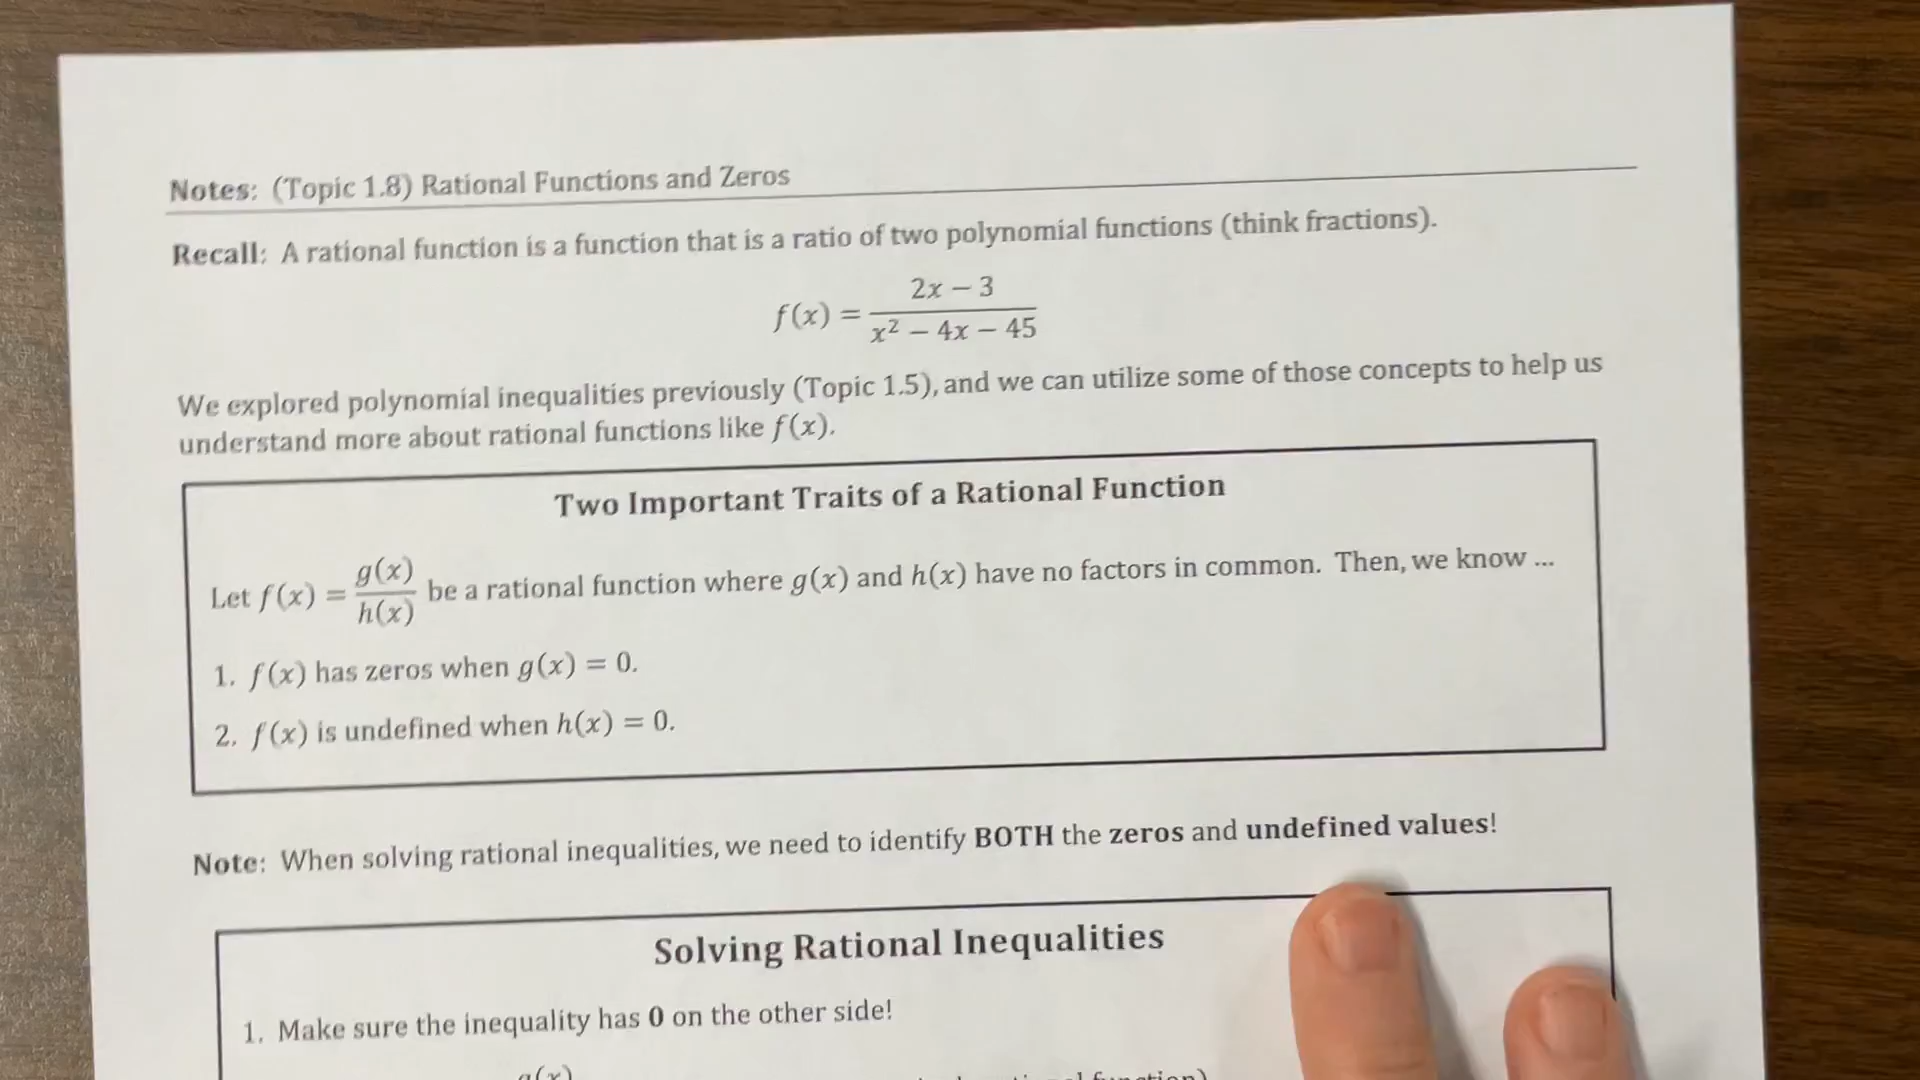 Notes: (Topic 1.8) Rational Functions and Zeros
Recall: A rational function is a function that is a ratio of two polynomial functions (think fractions).
f(x) = (2x − 3)/(x² − 4x − 45)
We explored polynomial inequalities previously (Topic 1.5), and we can utilize some of those concepts to help us
understand more about rational functions like f(x).
Two Important Traits of a Rational Function
Let f(x) = g(x)/h(x) be a rational function where g(x) and h(x) have no factors in common. Then, we know ...
1. f(x) has zeros when g(x) = 0.
2. f(x) is undefined when h(x) = 0.
Note: When solving rational inequalities, we need to identify BOTH the zeros and undefined values!
Solving Rational Inequalities
1. Make sure the inequality has 0 on the other side!